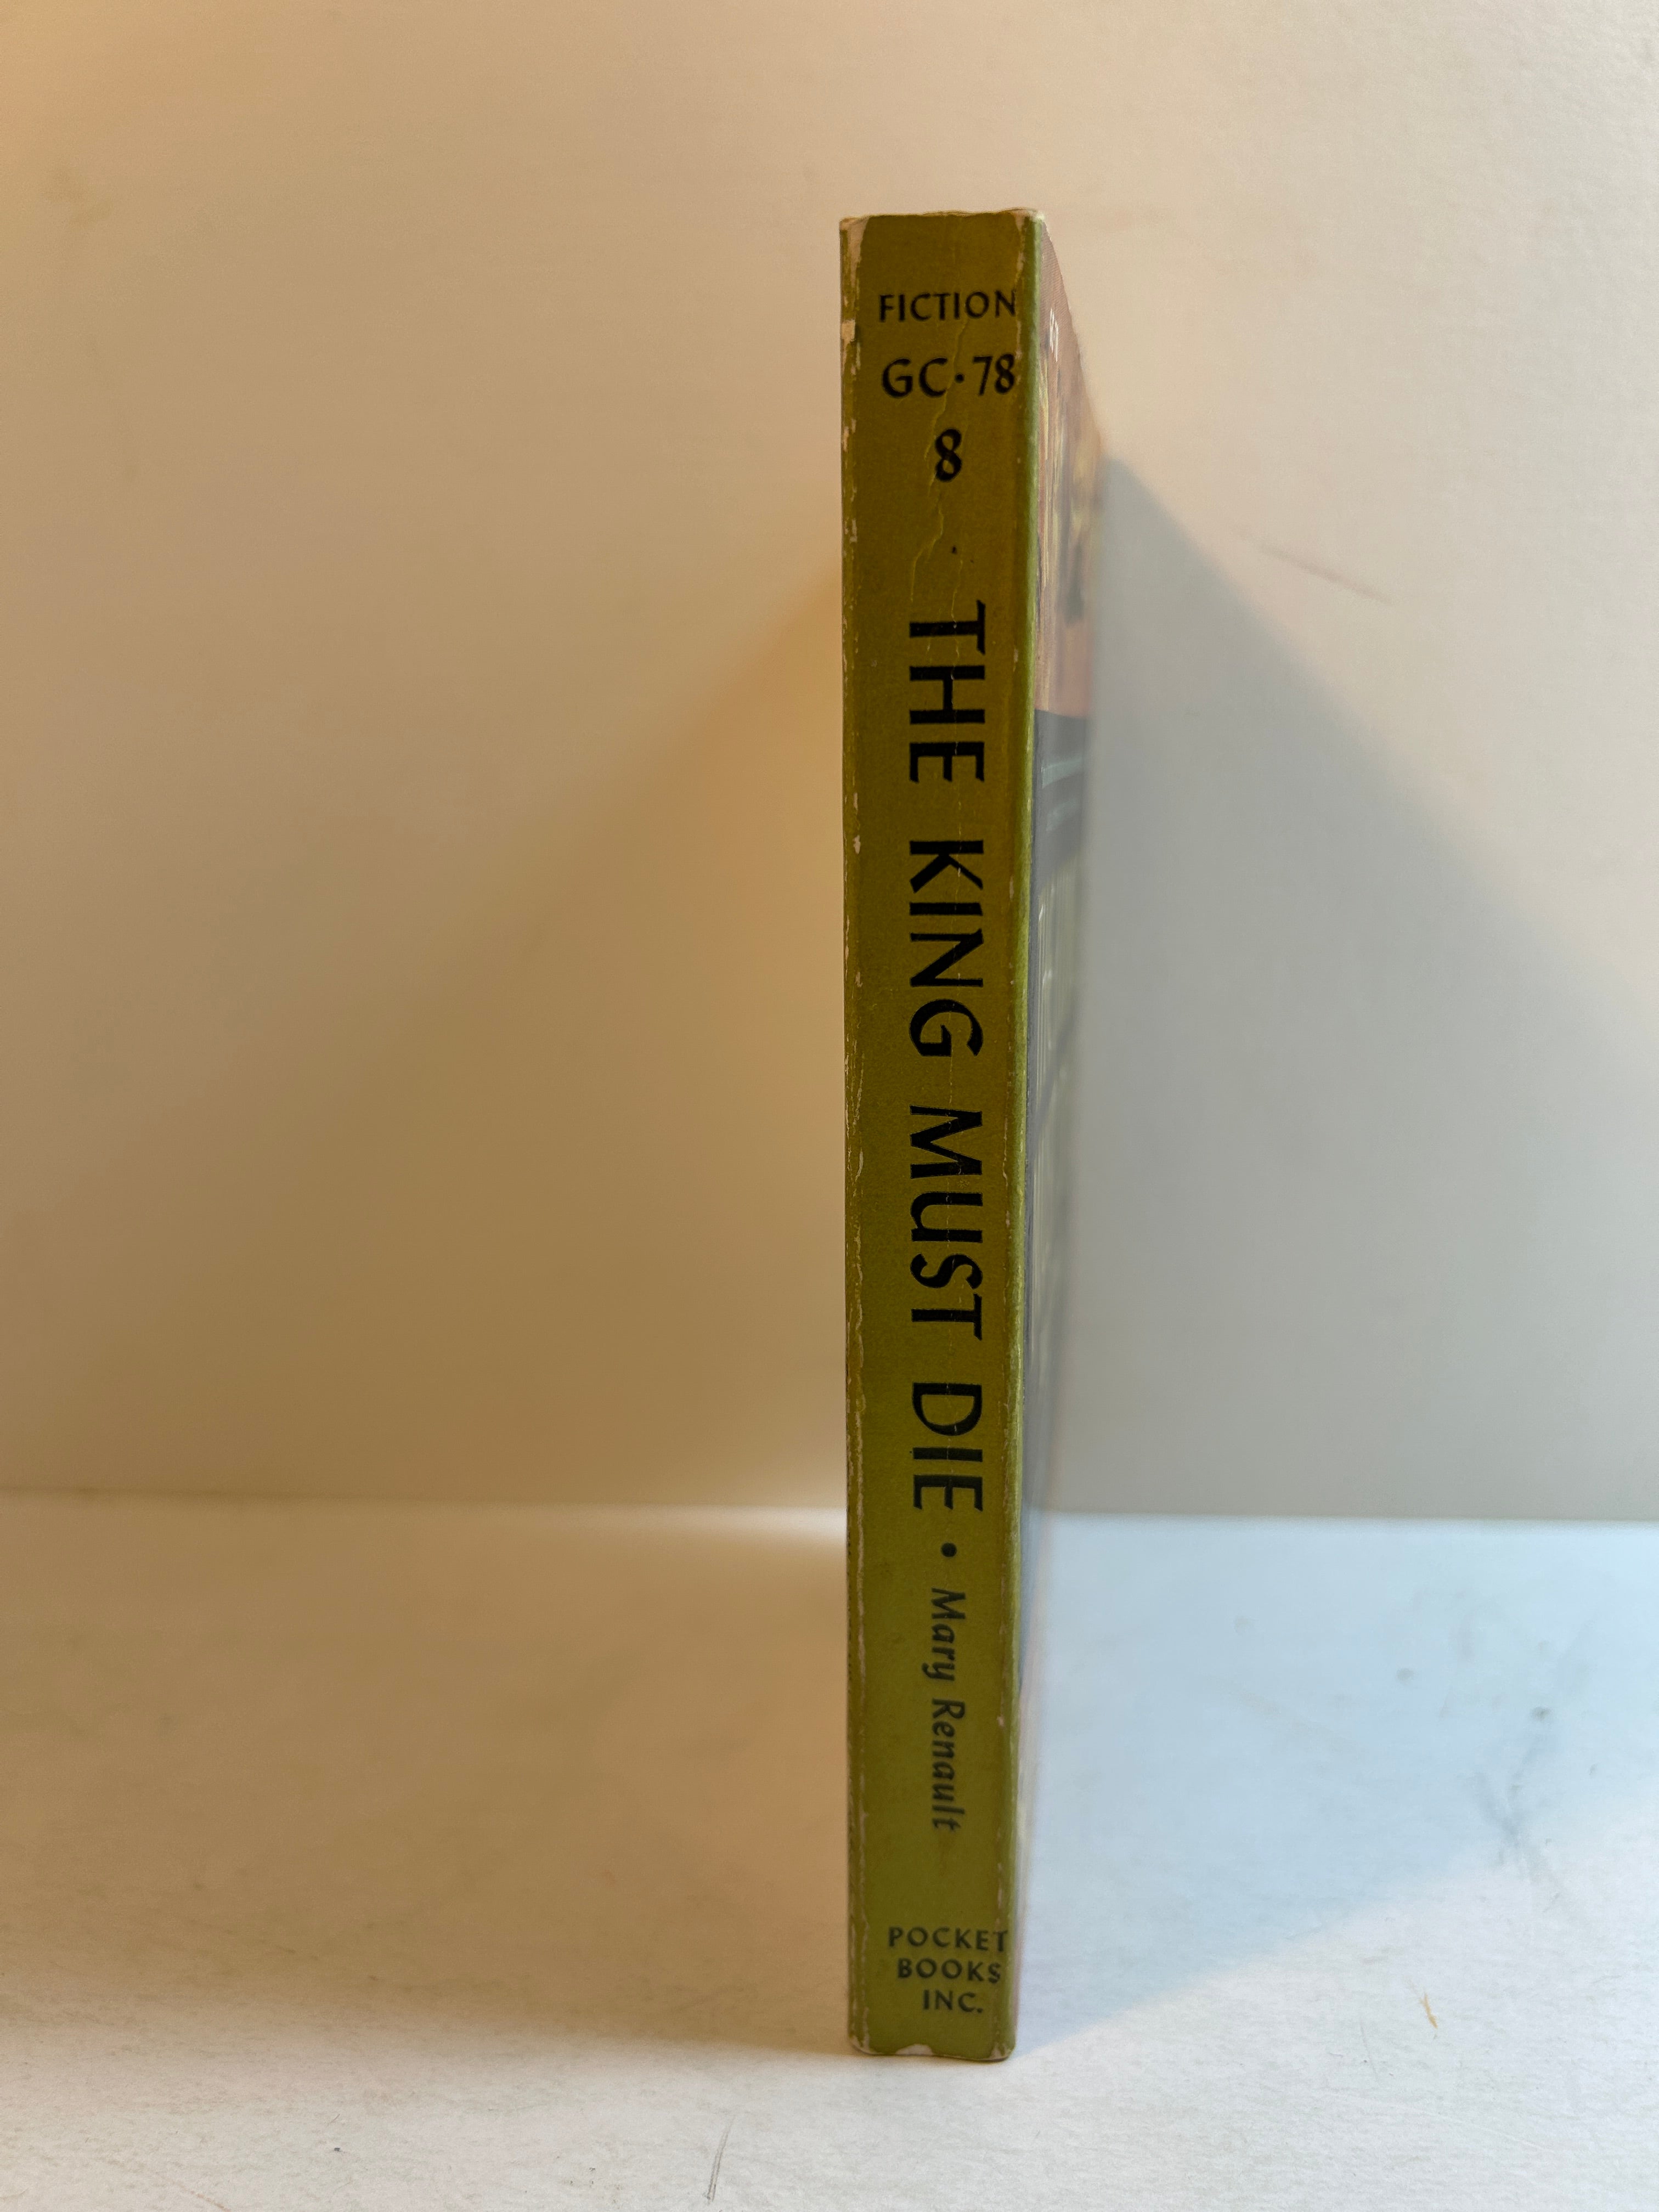 FICTION
GC·78
8
THE KING MUST DIE • Mary Renault
POCKET
BOOKS
INC.